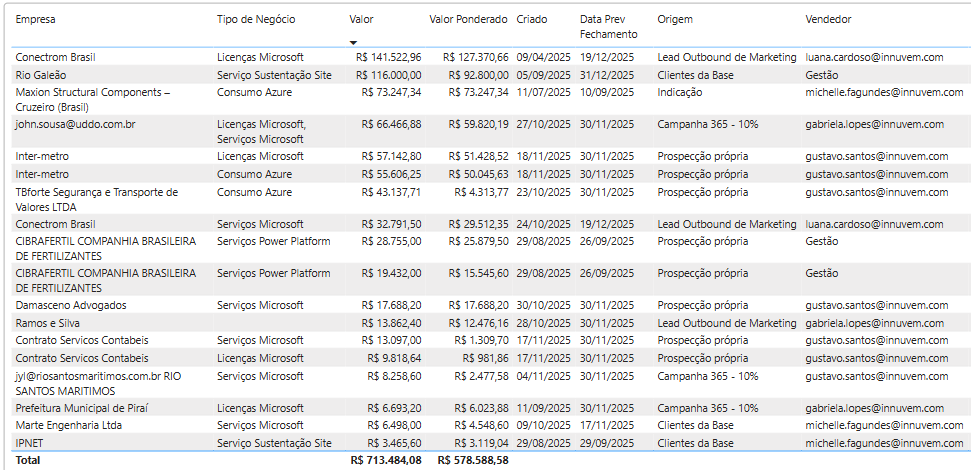 Empresa Tipo de Negócio Valor Valor Ponderado Criado Data Prev Fechamento Origem Vendedor
Conectrom Brasil Licenças Microsoft R$ 141.522,96 R$ 127.370,66 09/04/2025 19/12/2025 Lead Outbound de Marketing luana.cardoso@innuvem.com
Rio Galeão Serviço Sustentação Site R$ 116.000,00 R$ 92.800,00 05/09/2025 31/12/2025 Clientes da Base Gestão
Maxion Structural Components – Cruzeiro (Brasil) Consumo Azure R$ 73.247,34 R$ 73.247,34 11/07/2025 10/09/2025 Indicação michelle.fagundes@innuvem.com
john.sousa@uddo.com.br Licenças Microsoft, Serviços Microsoft R$ 66.466,88 R$ 59.820,19 27/10/2025 30/11/2025 Campanha 365 - 10% gabriela.lopes@innuvem.com
Inter-metro Licenças Microsoft R$ 57.142,80 R$ 51.428,52 18/11/2025 30/11/2025 Prospecção própria gustavo.santos@innuvem.com
Inter-metro Consumo Azure R$ 55.606,25 R$ 50.045,63 18/11/2025 30/11/2025 Prospecção própria gustavo.santos@innuvem.com
TBforte Segurança e Transporte de Valores LTDA Consumo Azure R$ 43.137,71 R$ 4.313,77 23/10/2025 30/11/2025 Prospecção própria gustavo.santos@innuvem.com
Conectrom Brasil Serviços Microsoft R$ 32.791,50 R$ 29.512,35 24/10/2025 19/12/2025 Lead Outbound de Marketing luana.cardoso@innuvem.com
CIBRAFERTIL COMPANHIA BRASILEIRA DE FERTILIZANTES Serviços Power Platform R$ 28.755,00 R$ 25.879,50 29/08/2025 26/09/2025 Prospecção própria Gestão
CIBRAFERTIL COMPANHIA BRASILEIRA DE FERTILIZANTES Serviços Power Platform R$ 19.432,00 R$ 15.545,60 29/08/2025 26/09/2025 Prospecção própria Gestão
Damasceno Advogados Serviços Microsoft R$ 17.688,20 R$ 17.688,20 30/10/2025 30/11/2025 Prospecção própria gustavo.santos@innuvem.com
Ramos e Silva R$ 13.862,40 R$ 12.476,16 28/10/2025 30/11/2025 Lead Outbound de Marketing gabriela.lopes@innuvem.com
Contrato Servicos Contabeis Serviços Microsoft R$ 13.097,00 R$ 1.309,70 17/11/2025 30/11/2025 Prospecção própria gustavo.santos@innuvem.com
Contrato Servicos Contabeis Licenças Microsoft R$ 9.818,64 R$ 981,86 17/11/2025 30/11/2025 Prospecção própria gustavo.santos@innuvem.com
jyl@riosantosmaritimos.com.br RIO SANTOS MARITIMOS Serviços Microsoft R$ 8.258,60 R$ 2.477,58 04/11/2025 30/11/2025 Campanha 365 - 10% gustavo.santos@innuvem.com
Prefeitura Municipal de Piraí Licenças Microsoft R$ 6.693,20 R$ 6.023,88 11/09/2025 30/11/2025 Campanha 365 - 10% gabriela.lopes@innuvem.com
Marte Engenharia Ltda Serviços Microsoft R$ 6.498,00 R$ 4.548,60 09/10/2025 17/11/2025 Clientes da Base michelle.fagundes@innuvem.com
IPNET Serviço Sustentação Site R$ 3.465,60 R$ 3.119,04 29/08/2025 29/09/2025 Clientes da Base michelle.fagundes@innuvem.com
Total R$ 713.484,08 R$ 578.588,58